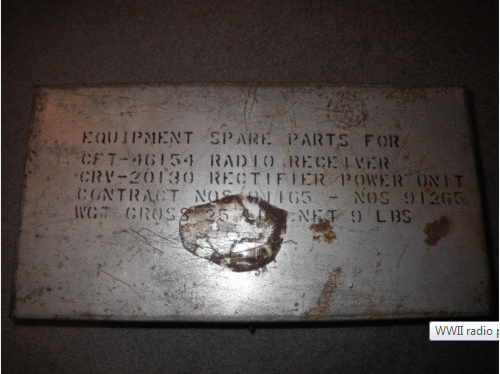 EQUIPMENT SPARE PARTS FOR
CFT-46154 RADIO RECEIVER
CRV-20130 RECTIFIER POWER UNIT
CONTRACT NOS - NOS 91265
WGT GROSS 25 NET 9 LBS
WWII radio